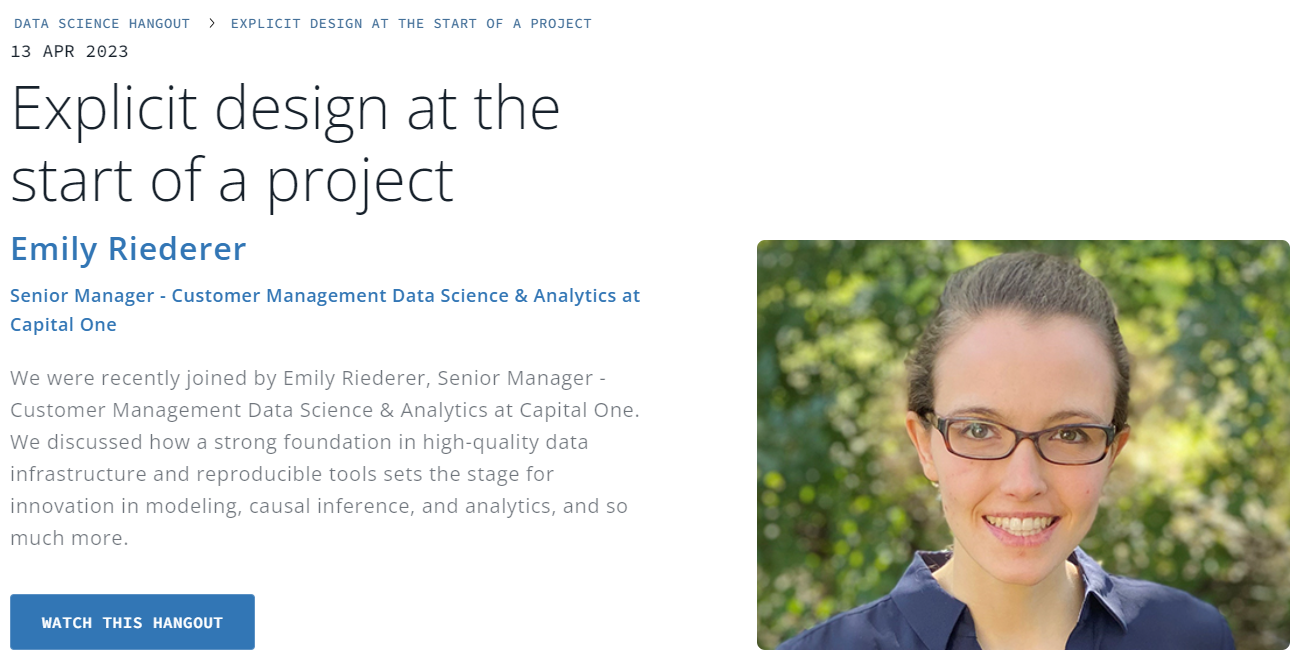 DATA SCIENCE HANGOUT > EXPLICIT DESIGN AT THE START OF A PROJECT
13 APR 2023
Explicit design at the
start of a project
Emily Riederer
Senior Manager - Customer Management Data Science & Analytics at
Capital One
We were recently joined by Emily Riederer, Senior Manager -
Customer Management Data Science & Analytics at Capital One.
We discussed how a strong foundation in high-quality data
infrastructure and reproducible tools sets the stage for
innovation in modeling, causal inference, and analytics, and so
much more.
WATCH THIS HANGOUT